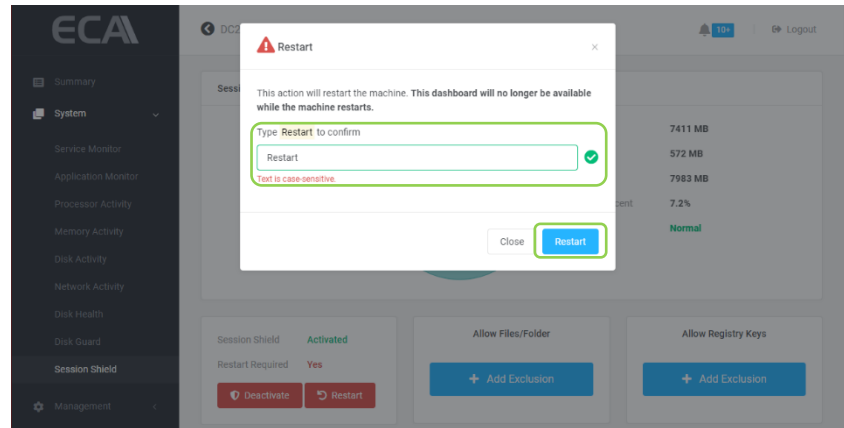 ECA
DC2
10+
Logout
Restart
×
Summary
System
Service Monitor
Application Monitor
Processor Activity
Memory Activity
Disk Activity
Network Activity
Disk Health
Disk Guard
Session Shield
Management
This action will restart the machine. This dashboard will no longer be available
while the machine restarts.
Type Restart to confirm
Restart
Text is case-sensitive.
Close
Restart
7411 MB
572 MB
7983 MB
7.2%
Normal
Session Shield Activated
Restart Required Yes
Deactivate
Restart
Allow Files/Folder
+ Add Exclusion
Allow Registry Keys
+ Add Exclusion